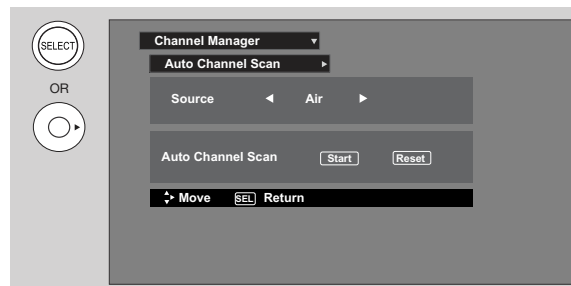 SELECT
OR
Channel Manager
Auto Channel Scan
Source Air
Auto Channel Scan Start Reset
Move SEL Return